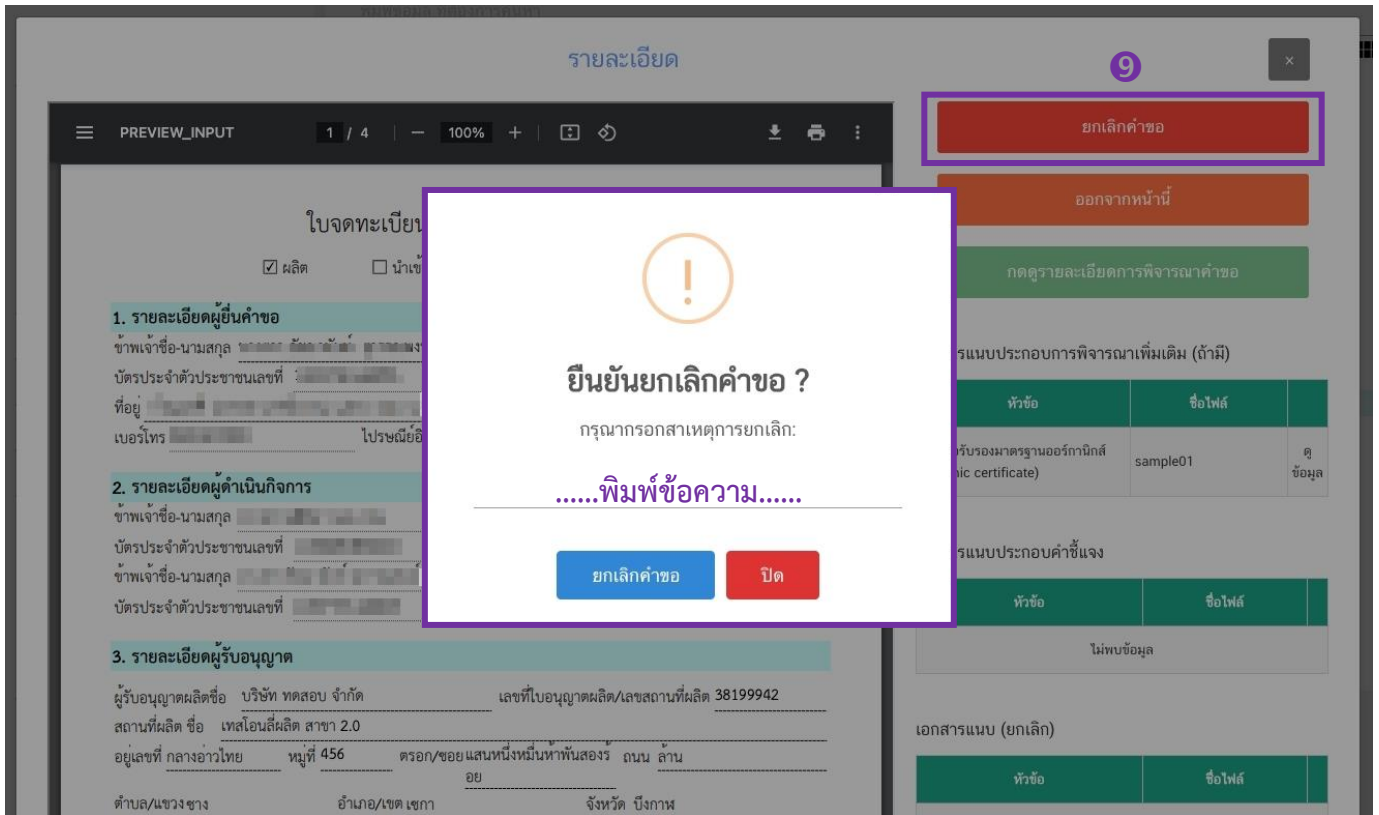 รายละเอียด
❾
×
PREVIEW_INPUT 1 / 4 | − 100% +
ยกเลิกคำขอ
ออกจากหน้านี่
กดดูรายละเอียดการพิจารณาคำขอ
ใบจดทะเบียน
ผลิต
1. รายละเอียดผู้ยื่นคำขอ
ข้าพเจ้าชื่อ-นามสกุล
บัตรประจำตัวประชาชนเลขที่
ที่อยู่
เบอร์โทร
2. รายละเอียดผู้ดำเนินกิจการ
ข้าพเจ้าชื่อ-นามสกุล
บัตรประจำตัวประชาชนเลขที่
ข้าพเจ้าชื่อ-นามสกุล
บัตรประจำตัวประชาชนเลขที่
3. รายละเอียดผู้รับอนุญาต
ผู้รับอนุญาตผลิตชื่อ บริษัท ทดสอบ จำกัด เลขที่ใบอนุญาตผลิต/เลขสถานที่ผลิต 38199942
สถานที่ผลิต ชื่อ เทสโอนลี่ผลิต สาขา 2.0
อยู่เลขที่ กลางอ่าวไทย หมู่ที่ 456 ตรอก/ซอย แสนหนึ่งหมื่นห้าพันสองร้ ถนน ล้าน
อย
ตำบล/แขวง ซาง อำเภอ/เขต เซกา จังหวัด บึงกาฬ
!
ยืนยันยกเลิกคำขอ ?
กรุณากรอกสาเหตุการยกเลิก:
......พิมพ์ข้อความ......
ยกเลิกคำขอ ปิด
รแนบประกอบการพิจารณาเพิ่มเติม (ถ้ามี)
หัวข้อ ชื่อไฟล์
รับรองมาตรฐานออร์กานิกส์ sample01 ดู
certificate) ข้อมูล
รแนบประกอบคำชี้แจง
หัวข้อ ชื่อไฟล์
ไม่พบข้อมูล
เอกสารแนบ (ยกเลิก)
หัวข้อ ชื่อไฟล์